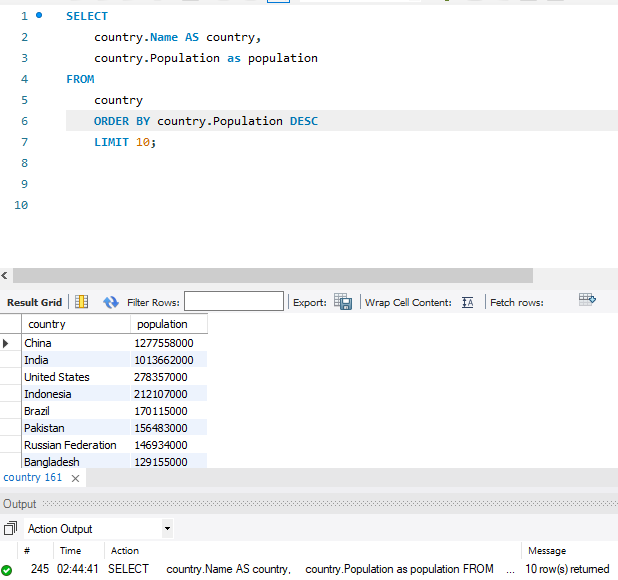 1 SELECT
2 country.Name AS country,
3 country.Population as population
4 FROM
5 country
6 ORDER BY country.Population DESC
7 LIMIT 10;
8
9
10
Result Grid Filter Rows: Export: Wrap Cell Content: Fetch rows:
country population
China 1277558000
India 1013662000
United States 278357000
Indonesia 212107000
Brazil 170115000
Pakistan 156483000
Russian Federation 146934000
Bangladesh 129155000
country 161
Output
Action Output
# Time Action Message
245 02:44:41 SELECT country.Name AS country, country.Population as population FROM ... 10 row(s) returned